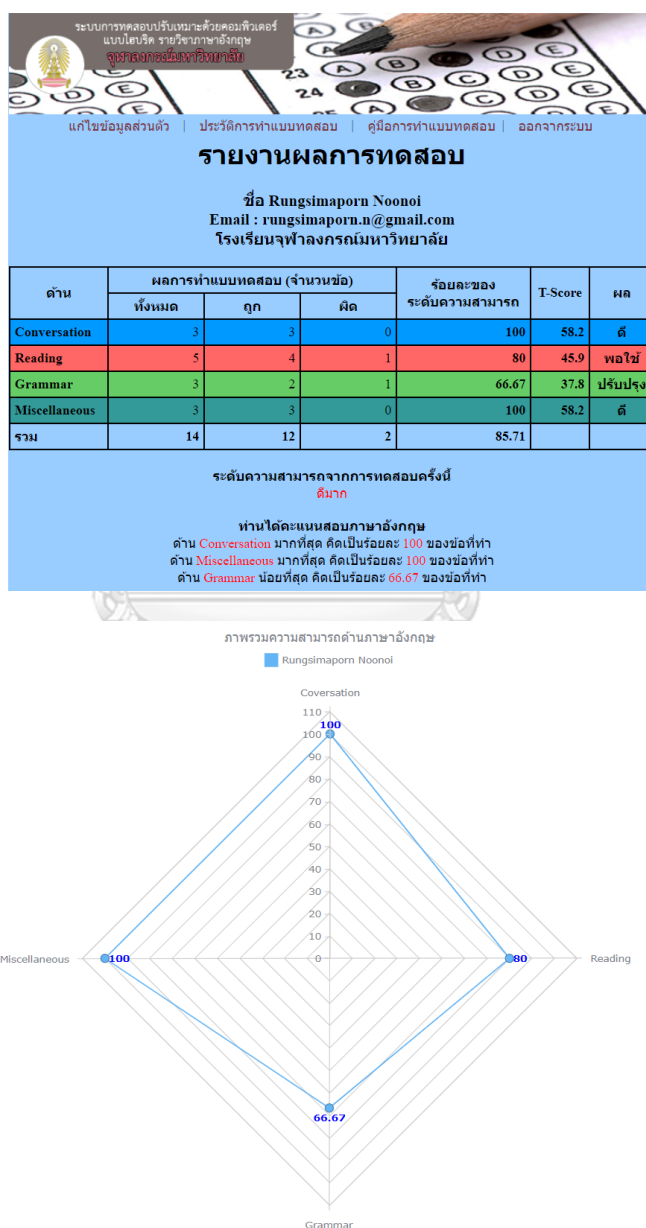 ระบบการทดสอบปรับเหมาะด้วยคอมพิวเตอร์
แบบไฮบริด รายวิชาภาษาอังกฤษ
จุฬาลงกรณ์มหาวิทยาลัย
23
24
แก้ไขข้อมูลส่วนตัว | ประวัติการทำแบบทดสอบ | คู่มือการทำแบบทดสอบ | ออกจากระบบ
รายงานผลการทดสอบ
ชื่อ Rungsimaporn Noonoi
Email : rungsimaporn.n@gmail.com
โรงเรียนจุฬาลงกรณ์มหาวิทยาลัย
ด้าน ผลการทำแบบทดสอบ (จำนวนข้อ) ร้อยละของระดับความสามารถ T-Score ผล
ทั้งหมด ถูก ผิด
Conversation 3 3 0 100 58.2 ดี
Reading 5 4 1 80 45.9 พอใช้
Grammar 3 2 1 66.67 37.8 ปรับปรุง
Miscellaneous 3 3 0 100 58.2 ดี
รวม 14 12 2 85.71
ระดับความสามารถจากการทดสอบครั้งนี้
ดีมาก
ท่านได้คะแนนสอบภาษาอังกฤษ
ด้าน Conversation มากที่สุด คิดเป็นร้อยละ 100 ของข้อที่ทำ
ด้าน Miscellaneous มากที่สุด คิดเป็นร้อยละ 100 ของข้อที่ทำ
ด้าน Grammar น้อยที่สุด คิดเป็นร้อยละ 66.67 ของข้อที่ทำ
ภาพรวมความสามารถด้านภาษาอังกฤษ
Rungsimaporn Noonoi
Coversation
110
100
100
90
80
70
60
50
40
30
20
10
0
Miscellaneous
100
80
Reading
66.67
Grammar